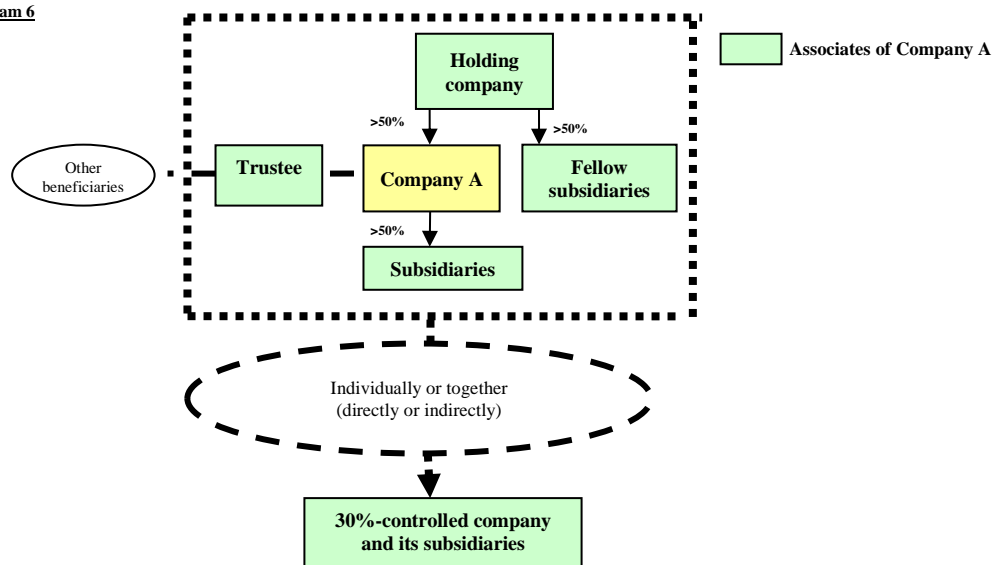 am 6
Associates of Company A
Holding
company
>50%
>50%
Other
beneficiaries
Trustee
Company A
Fellow
subsidiaries
>50%
Subsidiaries
Individually or together
(directly or indirectly)
30%-controlled company
and its subsidiaries